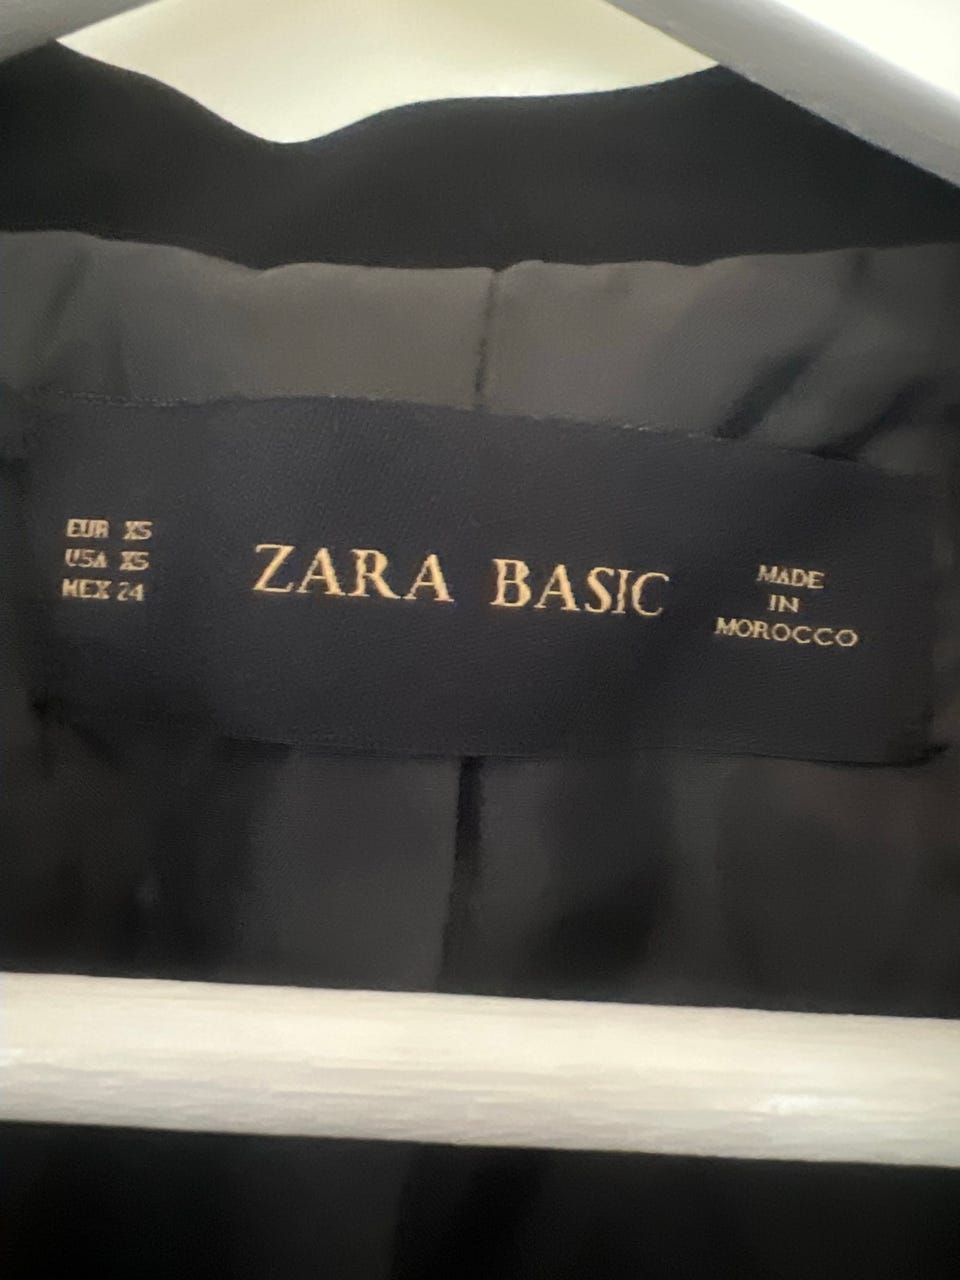 EUR XS
USA XS
MEX 24
ZARA BASIC
MADE
IN
MOROCCO